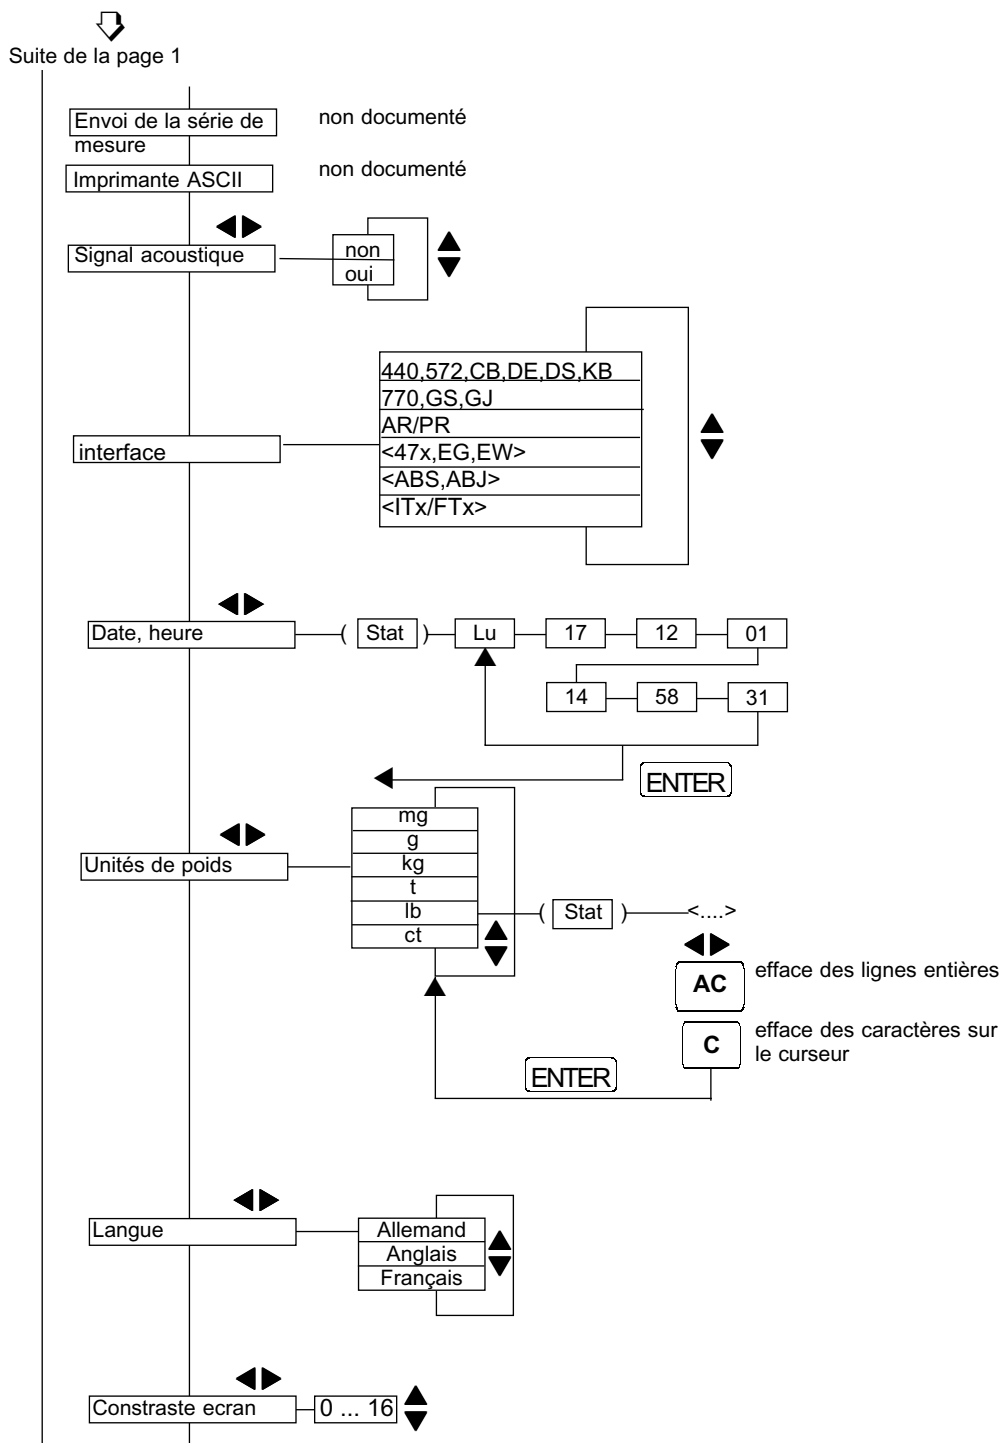 Suite de la page 1
Envoi de la série de
mesure
non documenté
Imprimante ASCII
non documenté
Signal acoustique
non
oui
interface
440,572,CB,DE,DS,KB
770,GS,GJ
AR/PR
<47x,EG,EW>
<ABS,ABJ>
<ITx/FTx>
Date, heure
( Stat )
Lu
17
12
01
14
58
31
ENTER
Unités de poids
mg
g
kg
t
lb
ct
( Stat )
<....>
AC
efface des lignes entières
C
efface des caractères sur
le curseur
ENTER
Langue
Allemand
Anglais
Français
Constraste ecran
0 ... 16